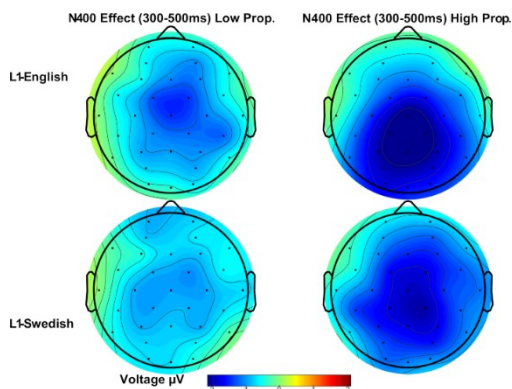 N400 Effect (300-500ms) Low Prop.
N400 Effect (300-500ms) High Prop.
L1-English
L1-Swedish
Voltage µV